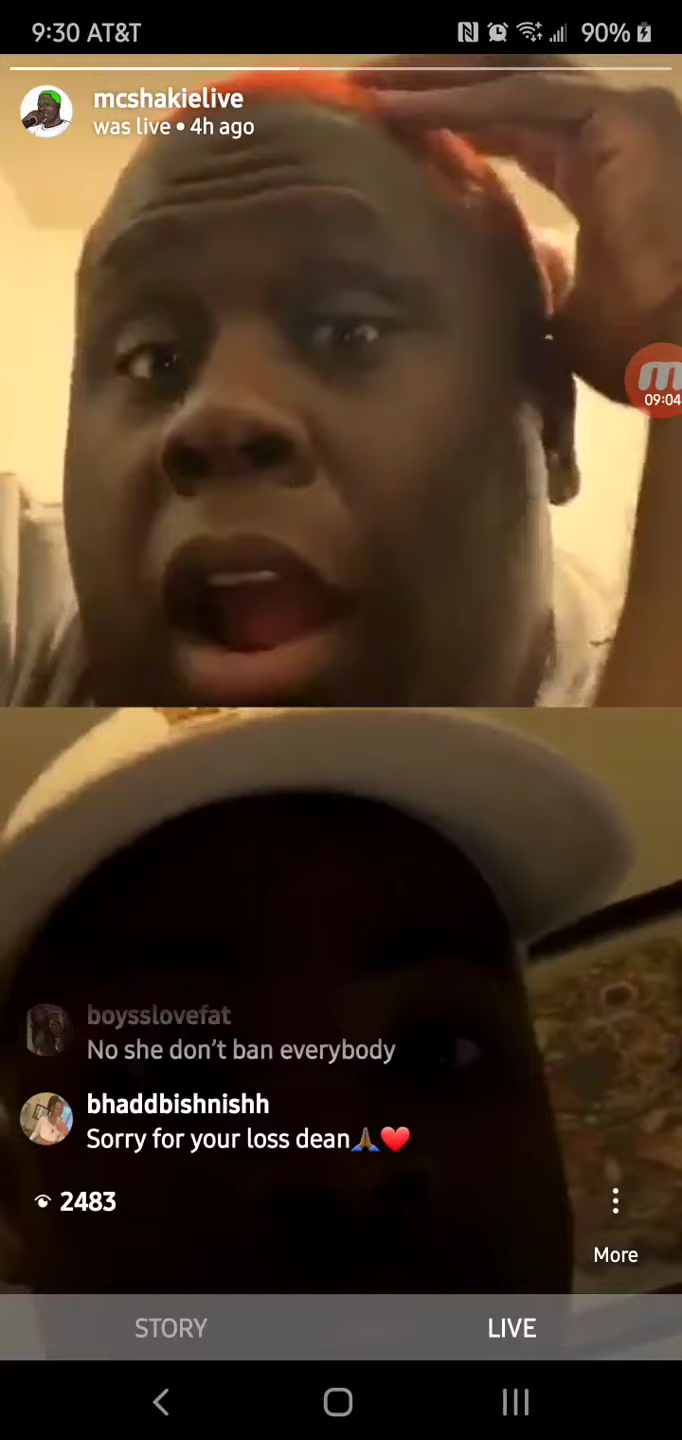 9:30 AT&T
90%
mcshakielive
was live • 4h ago
09:04
boysslovefat
No she don't ban everybody
bhaddbishnishh
Sorry for your loss dean🙏🏾❤️
2483
More
STORY
LIVE